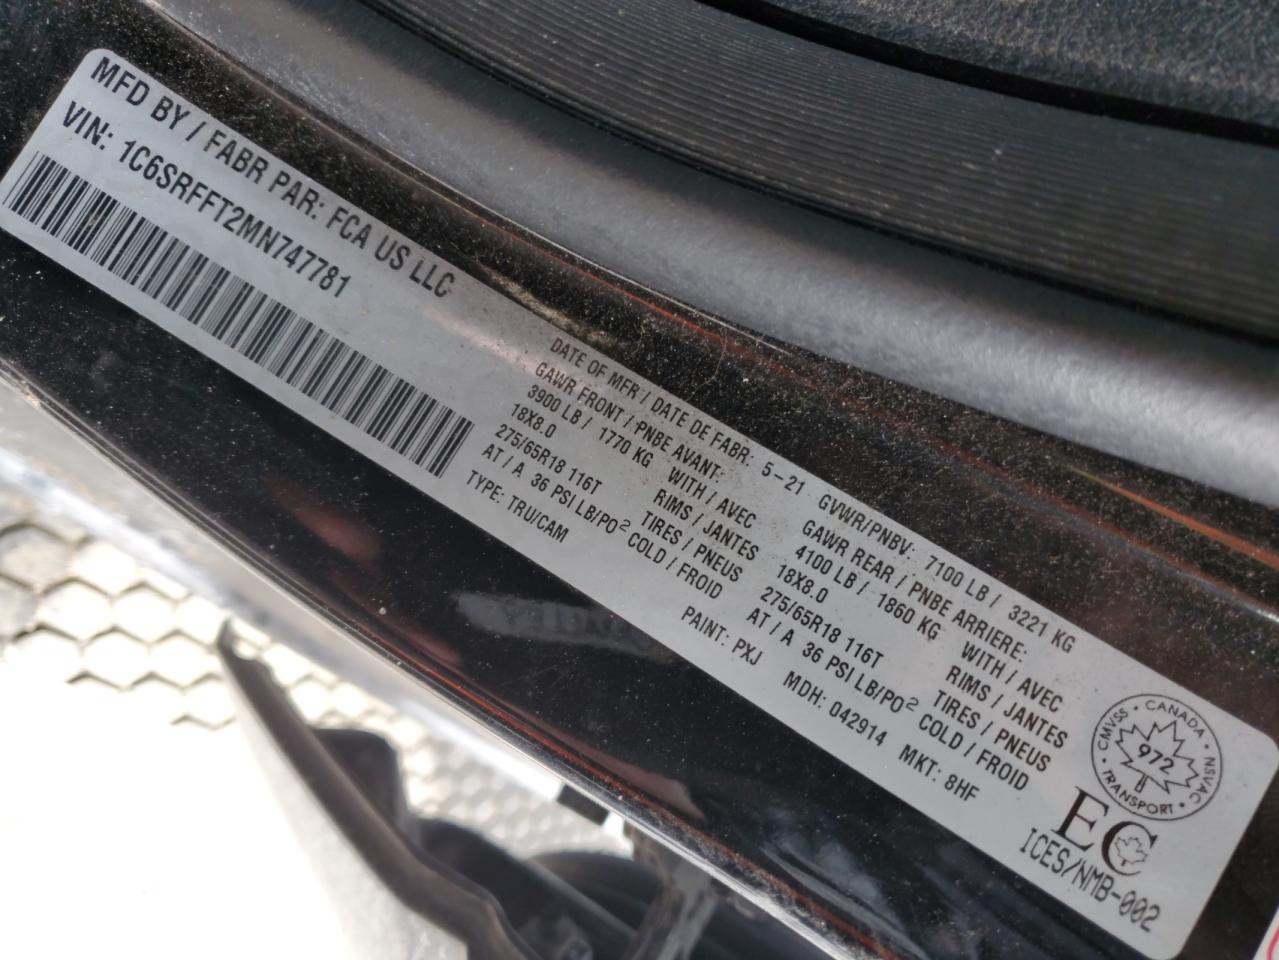 MFD BY / FABR PAR: FCA US LLC
VIN: 1C6SRFFT2MN747781
DATE OF MFR / DATE DE FABR. 5-21 GVWR/PNBV: 7100 LB / 3221 KG
GAWR FRONT / PNBE AVANT: WITH / AVEC GAWR REAR / PNBE ARRIERE: WITH / AVEC
3900 LB / 1770 KG RIMS / JANTES 4100 LB / 1860 KG RIMS / JANTES
18X8.0 TIRES / PNEUS 18X8.0 TIRES / PNEUS
275/65R18 116T COLD / FROID 275/65R18 116T COLD / FROID
AT / A 36 PSI LB/PO² AT / A 36 PSI LB/PO²
TYPE: TRU/CAM PAINT: PXJ MDH: 042914 MKT: 8HF
CMVSS • CANADA • NSVAC • TRANSPORT •
972
EC
ICES/NMB-002